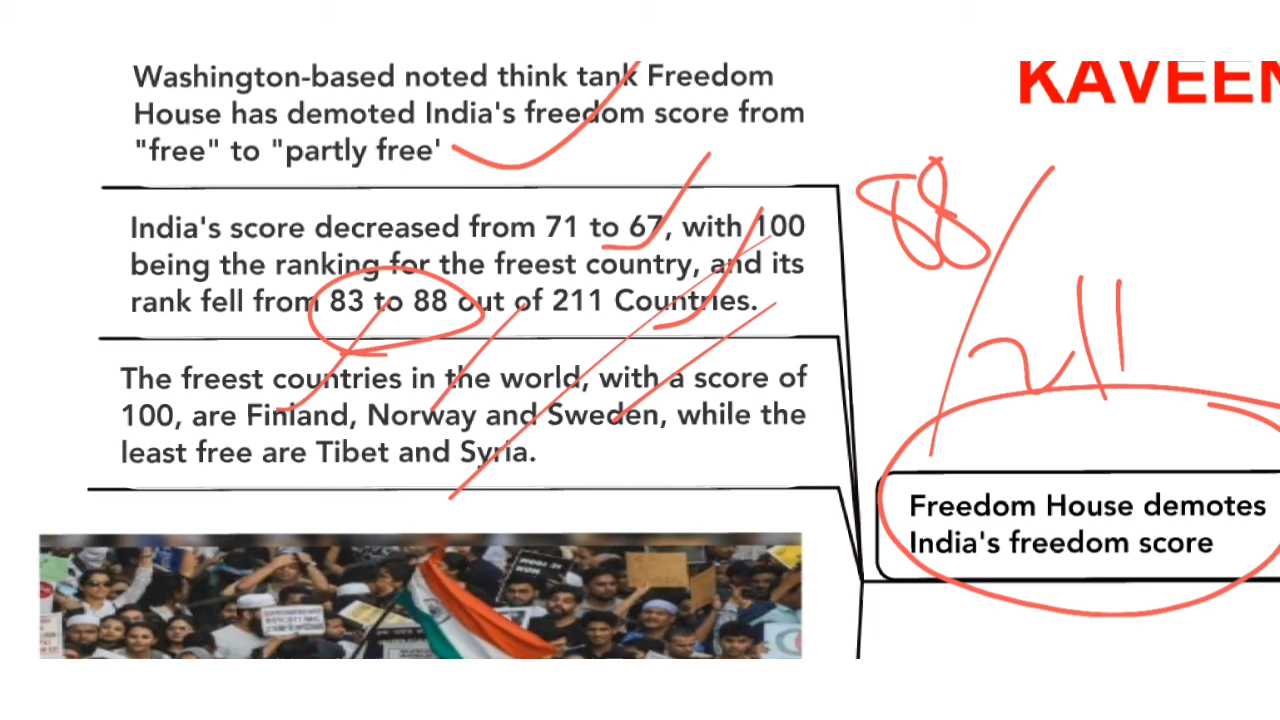 Washington-based noted think tank Freedom
House has demoted India's freedom score from
"free" to "partly free'
KAVEEN
India's score decreased from 71 to 67, with 100
being the ranking for the freest country, and its
rank fell from 83 to 88 out of 211 Countries.
88
/
211
The freest countries in the world, with a score of
100, are Finland, Norway and Sweden, while the
least free are Tibet and Syria.
Freedom House demotes
India's freedom score